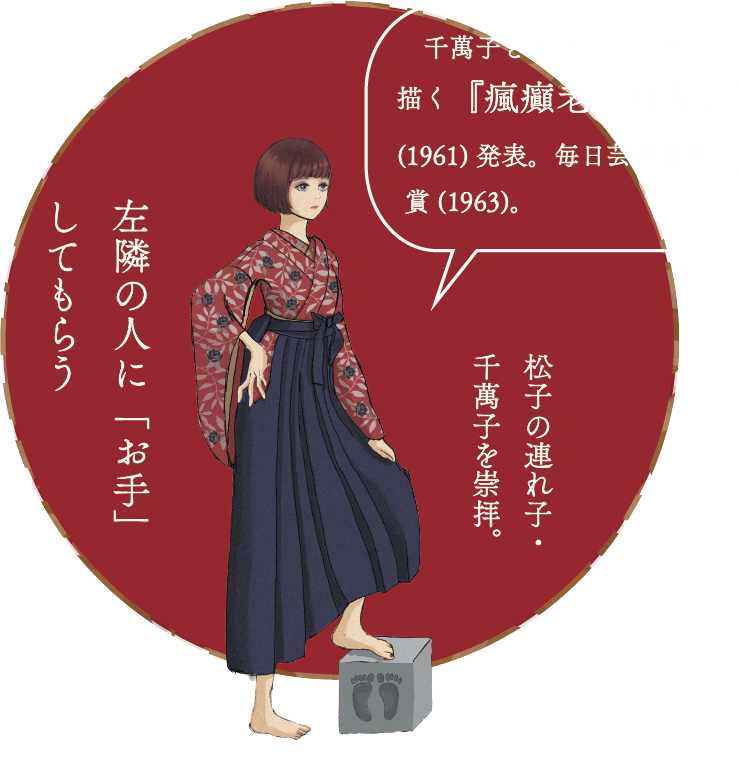 千萬子と
描く『瘋癲老
(1961) 発表。毎日芸
賞 (1963)。
松子の連れ子・
千萬子を崇拝。
左隣の人に「お手」
してもらう